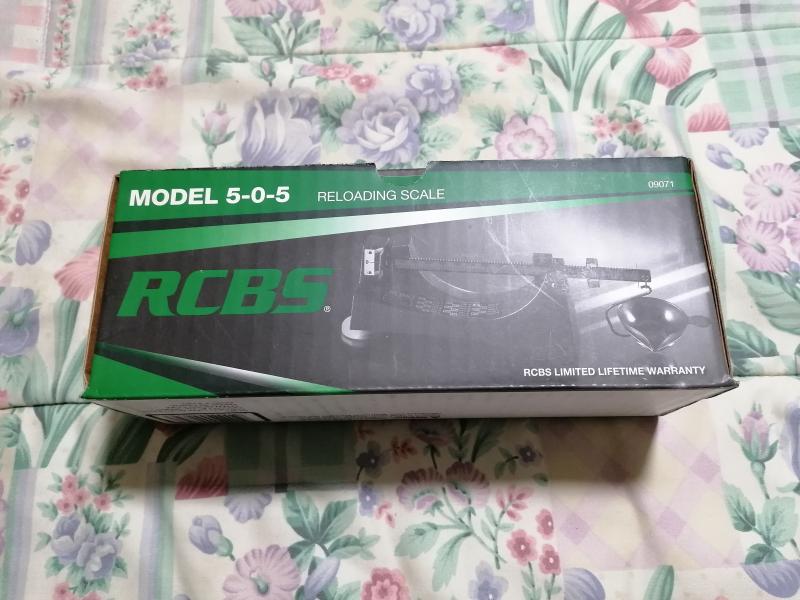 MODEL 5-0-5 RELOADING SCALE 09071
RCBS®
RCBS LIMITED LIFETIME WARRANTY